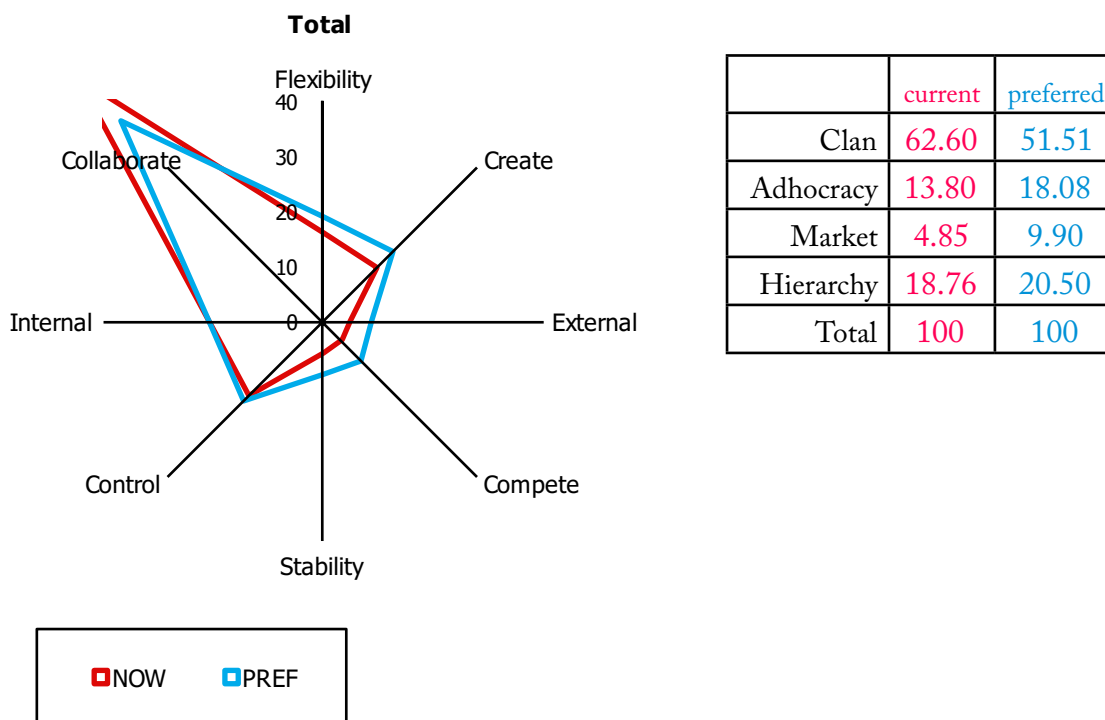 Total
Flexibility
40
30
20
10
0
Collaborate
Create
Internal
External
Control
Compete
Stability
NOW PREF
current preferred
Clan 62.60 51.51
Adhocracy 13.80 18.08
Market 4.85 9.90
Hierarchy 18.76 20.50
Total 100 100